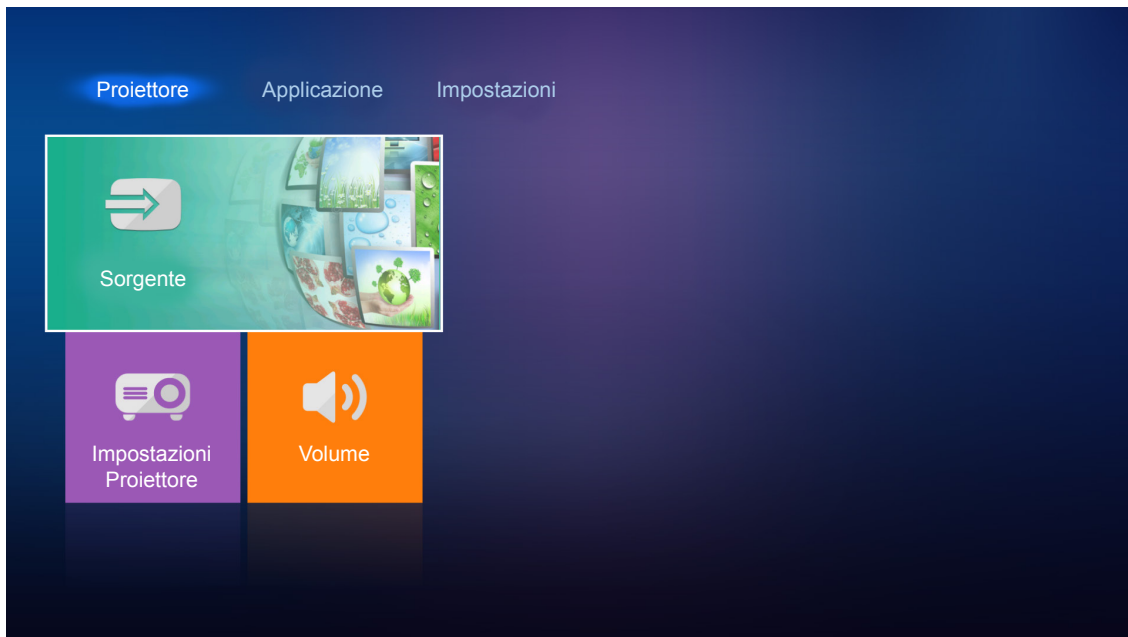 Proiettore
Applicazione
Impostazioni
Sorgente
Impostazioni
Proiettore
Volume